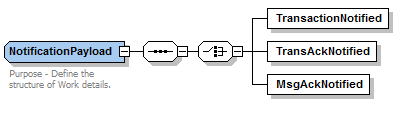 TransactionNotified
NotificationPayload
TransAckNotified
Purpose - Define the
structure of Work details.
MsgAckNotified